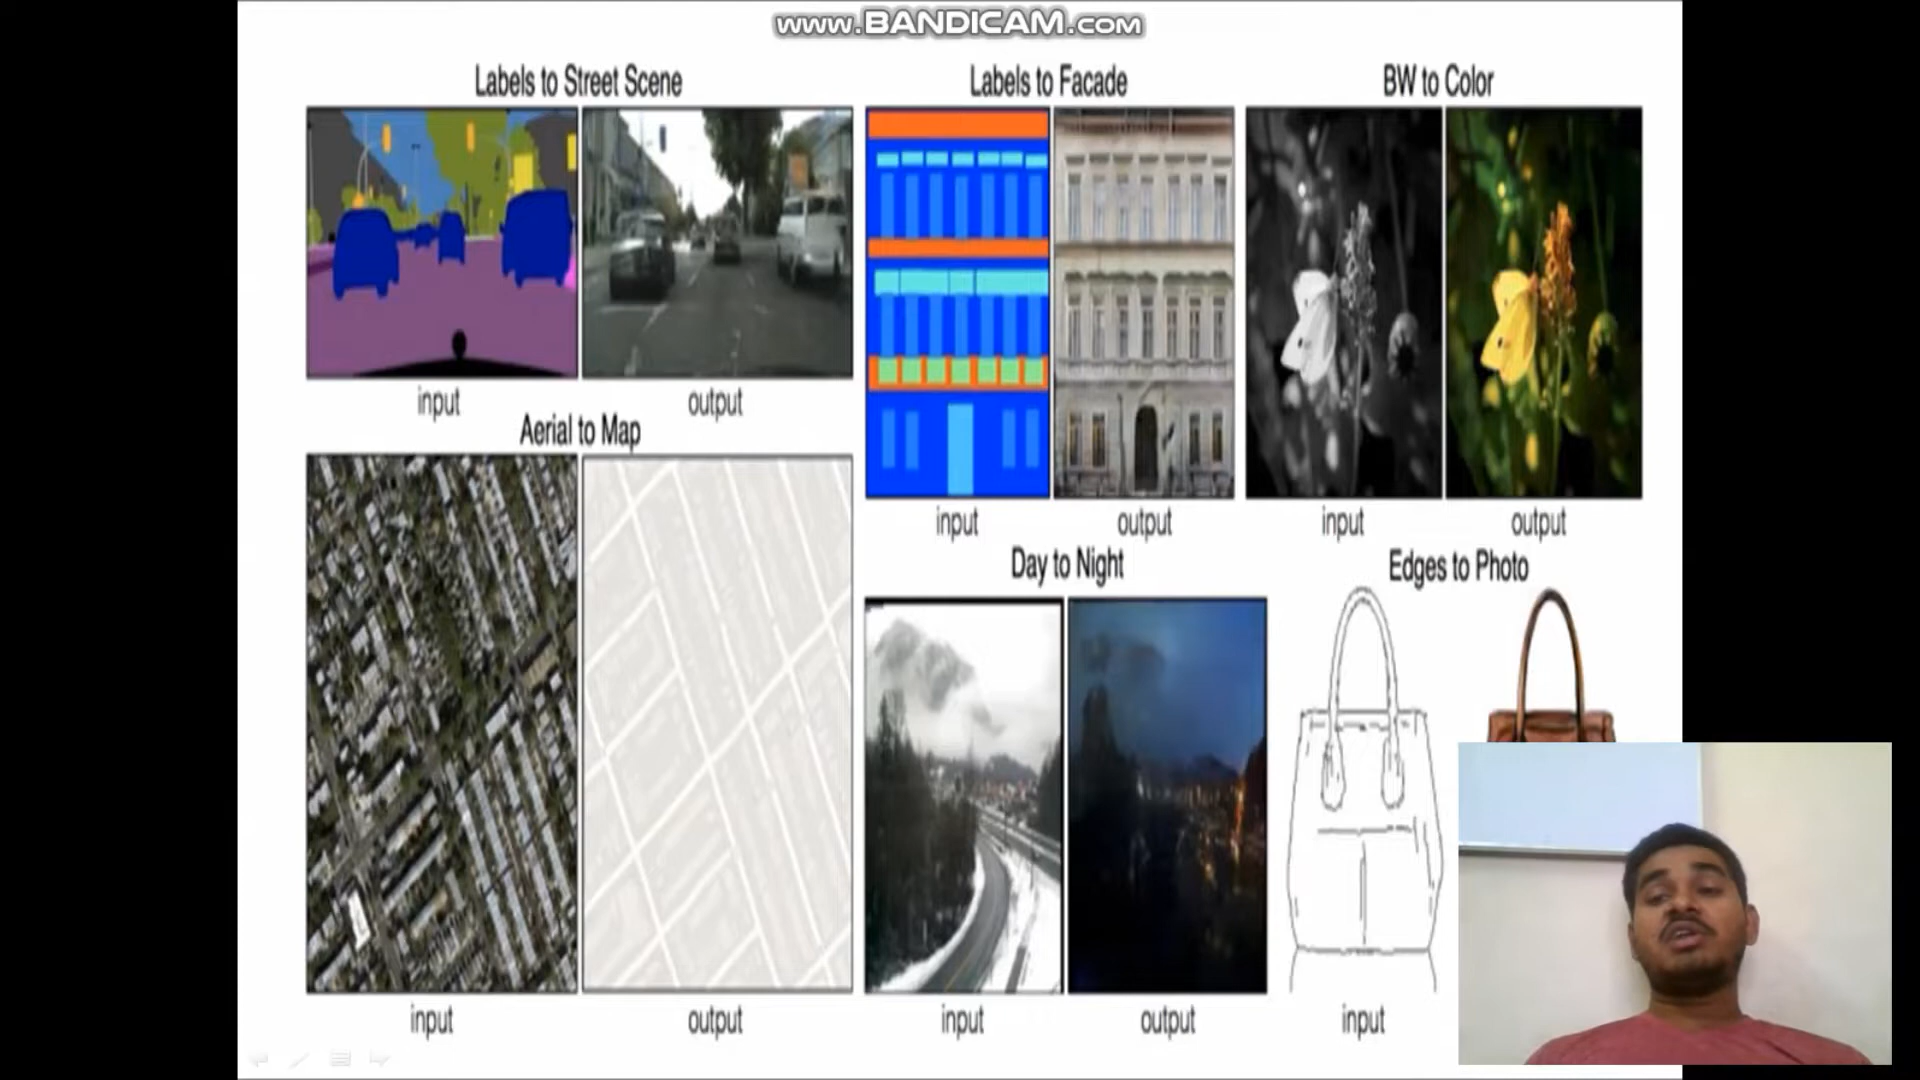 www.BANDICAM.com
Labels to Street Scene
input
output
Aerial to Map
input
output
Labels to Facade
input
output
BW to Color
input
output
Day to Night
input
output
Edges to Photo
input